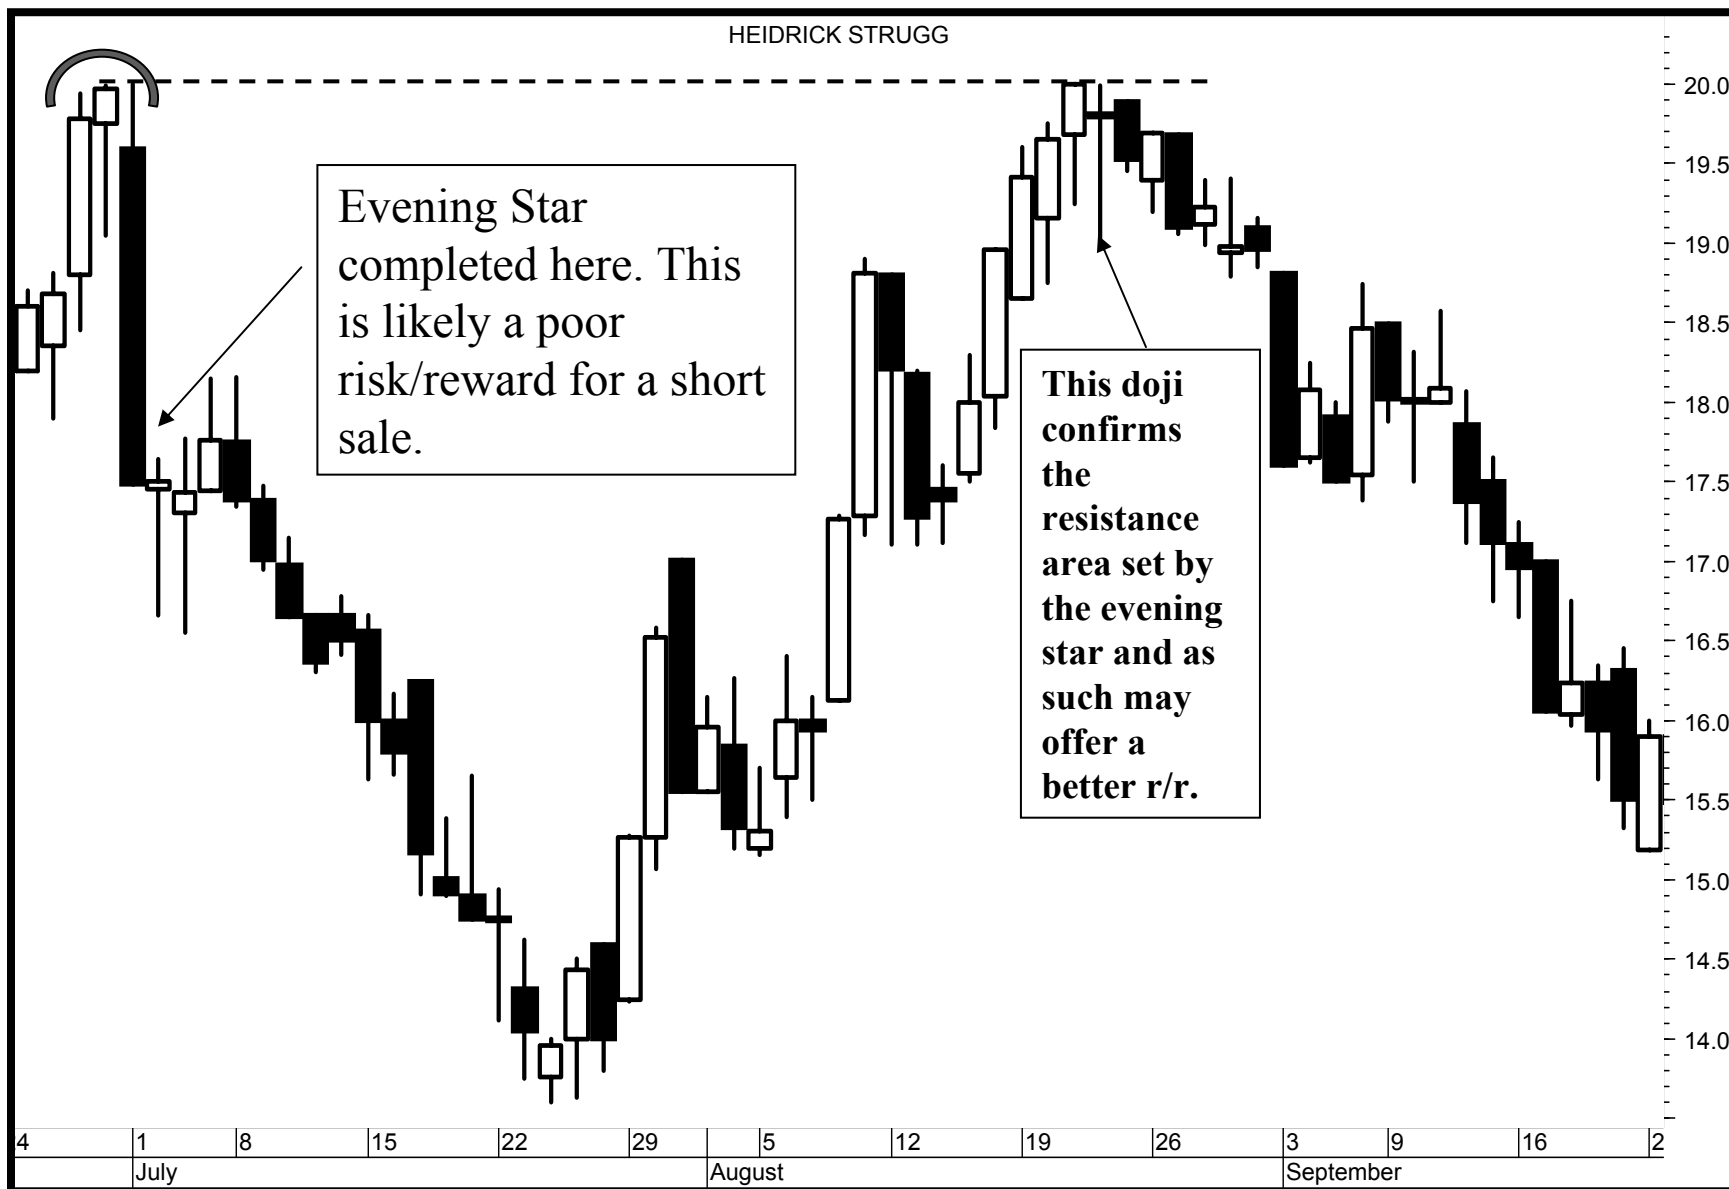 HEIDRICK STRUGG
Evening Star
completed here. This
is likely a poor
risk/reward for a short
sale.
This doji
confirms
the
resistance
area set by
the evening
star and as
such may
offer a
better r/r.
20.0
19.5
19.0
18.5
18.0
17.5
17.0
16.5
16.0
15.5
15.0
14.5
14.0
4 1 8 15 22 29 5 12 19 26 3 9 16 2
July August September